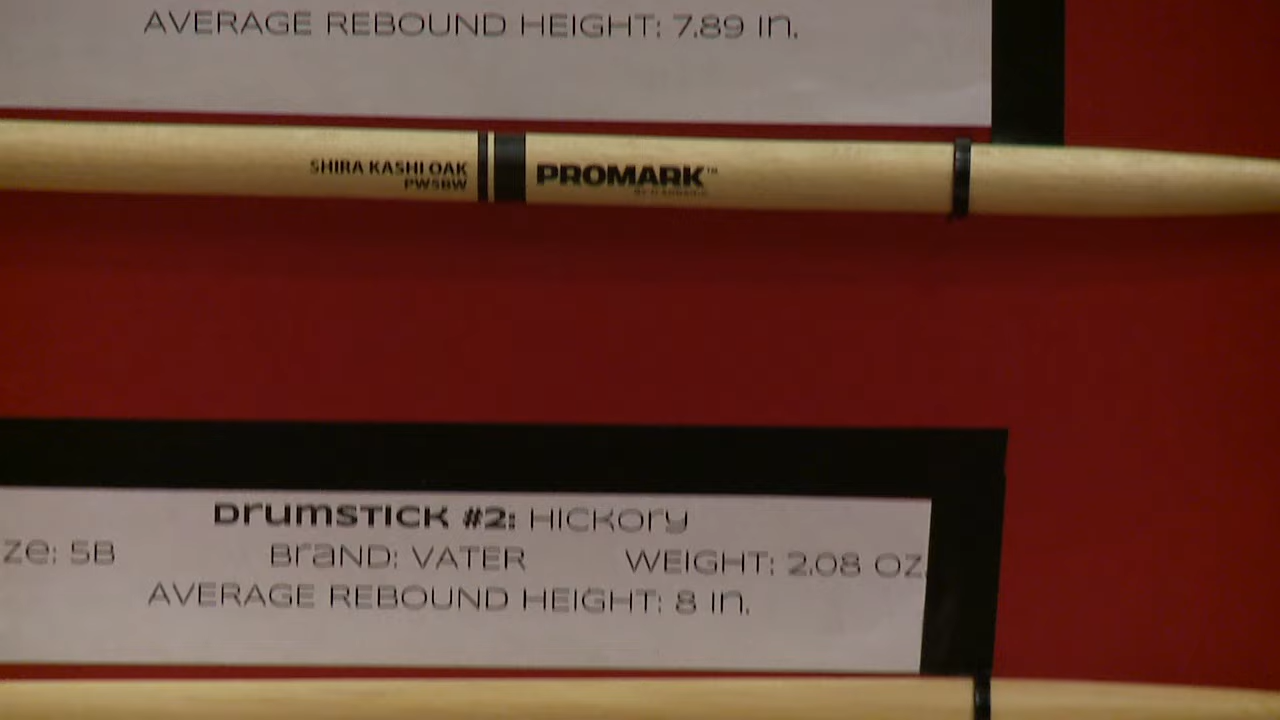 AVERAGE REBOUND HEIGHT: 7.89 In.
SHIRA KASHI OAK
PW5BW
PROMARK™
DrUMSTICK #2: HICKOrY
ze: 5B BraND: VATER WEIGHT: 2.08 OZ.
AVERAGE REBOUND HEIGHT: 8 In.